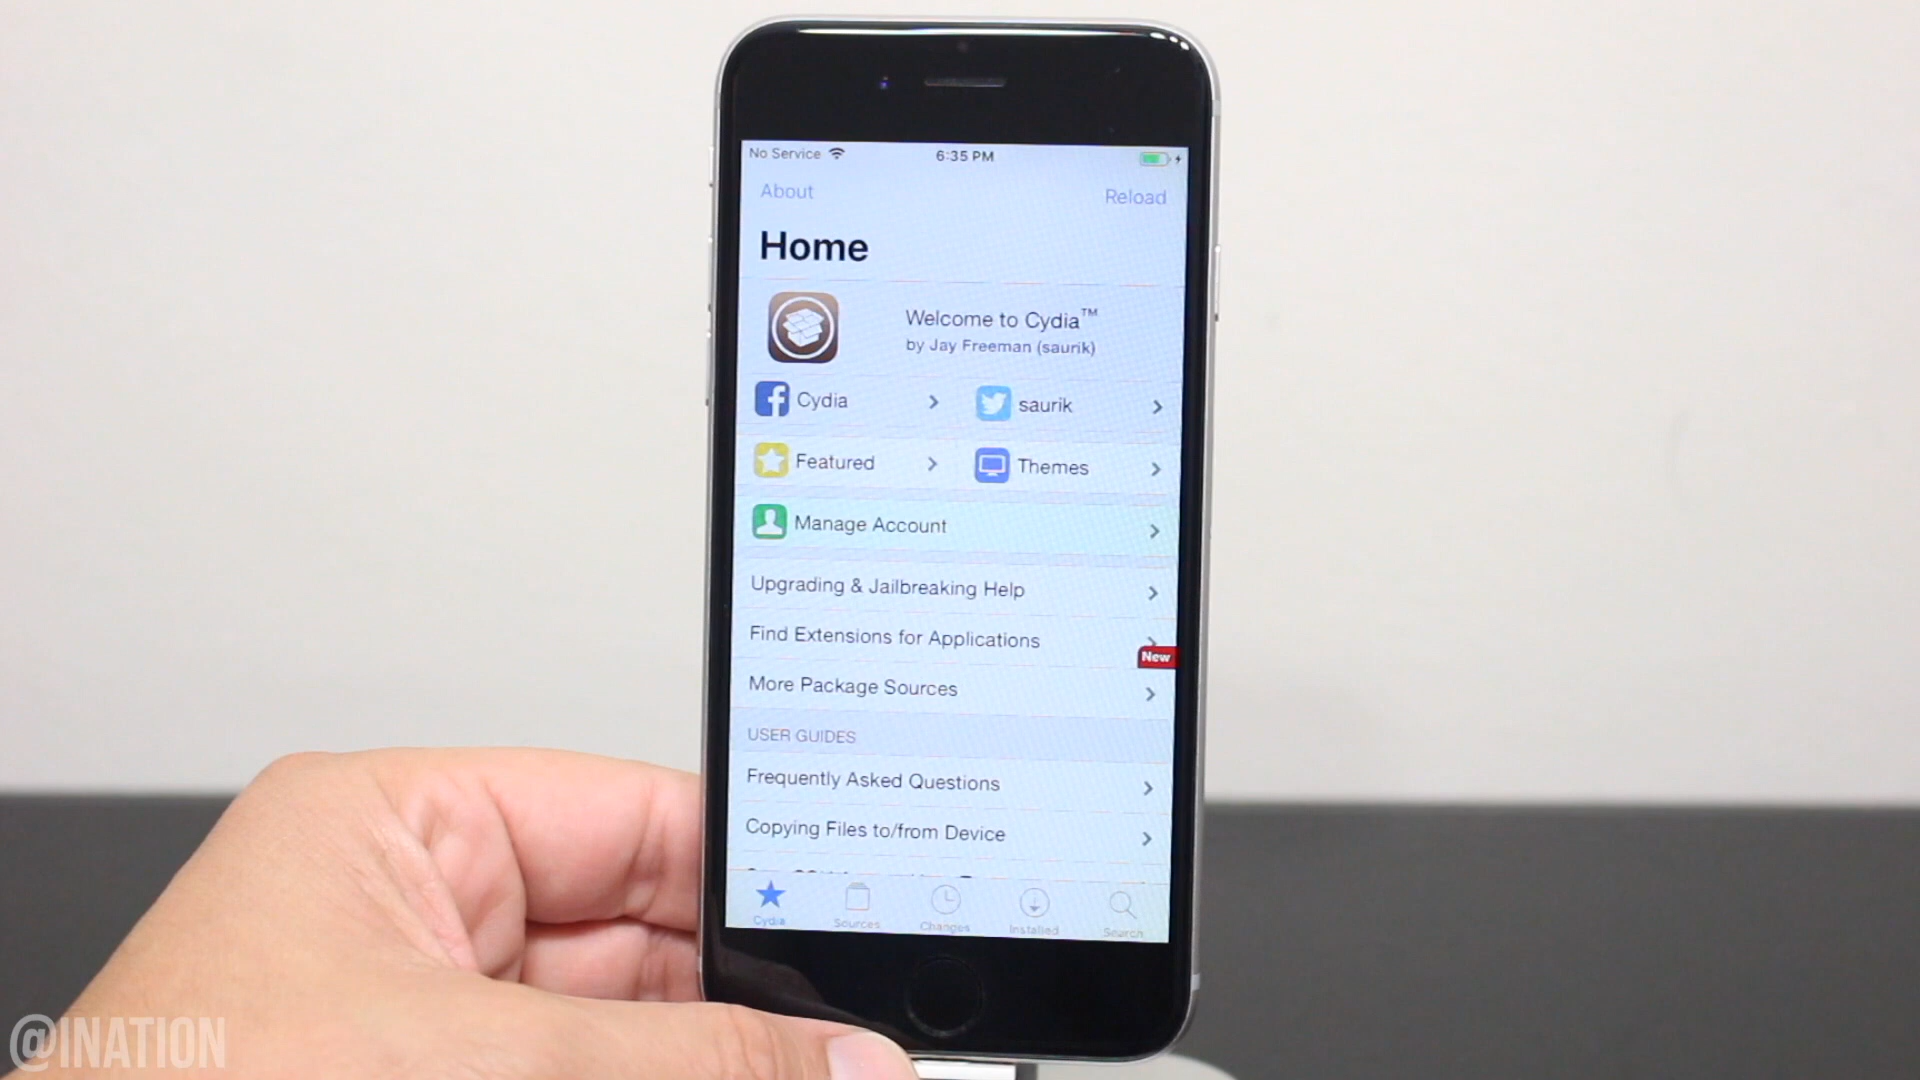 No Service
6:35 PM
About
Reload
Home
Welcome to Cydia™
by Jay Freeman (saurik)
Cydia
saurik
Featured
Themes
Manage Account
Upgrading & Jailbreaking Help
Find Extensions for Applications
New
More Package Sources
USER GUIDES
Frequently Asked Questions
Copying Files to/from Device
Cydia
Sources
Changes
Installed
Search
@INATION